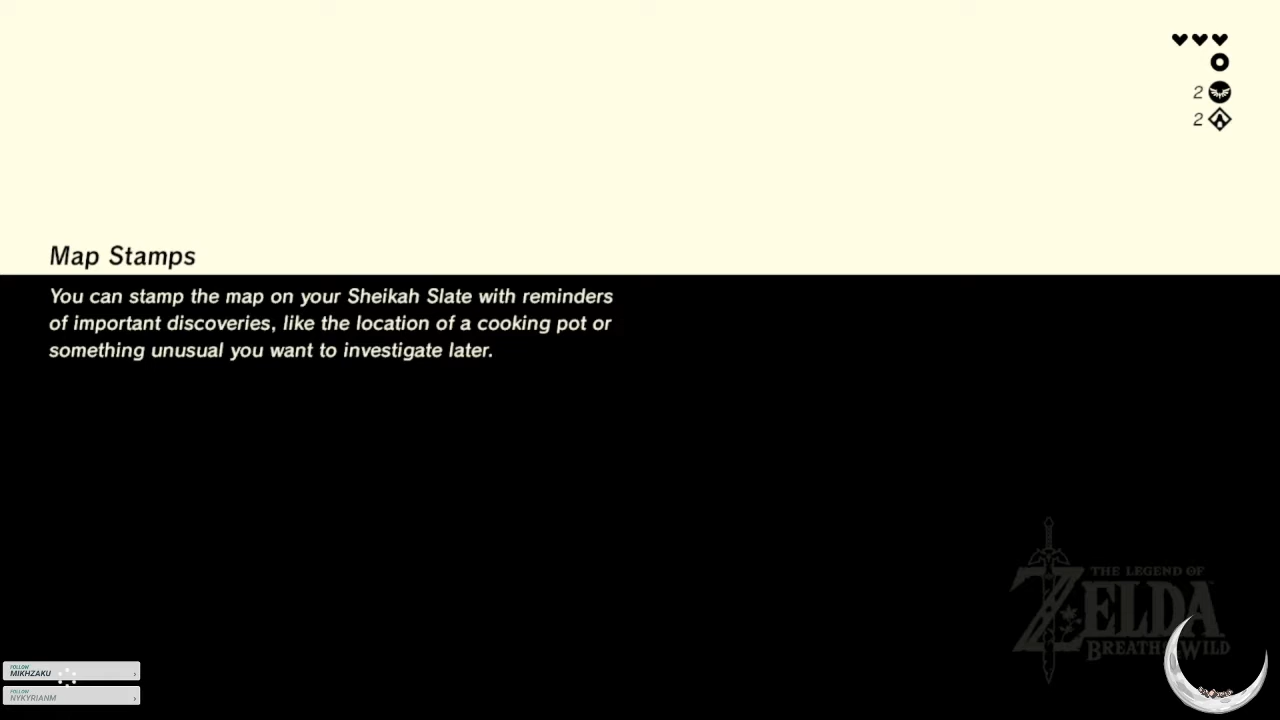 2
2
Map Stamps
You can stamp the map on your Sheikah Slate with reminders
of important discoveries, like the location of a cooking pot or
something unusual you want to investigate later.
THE LEGEND OF
ZELDA
BREATH WILD
FOLLOW
MIKHZAKU
FOLLOW
NYKYRIANM